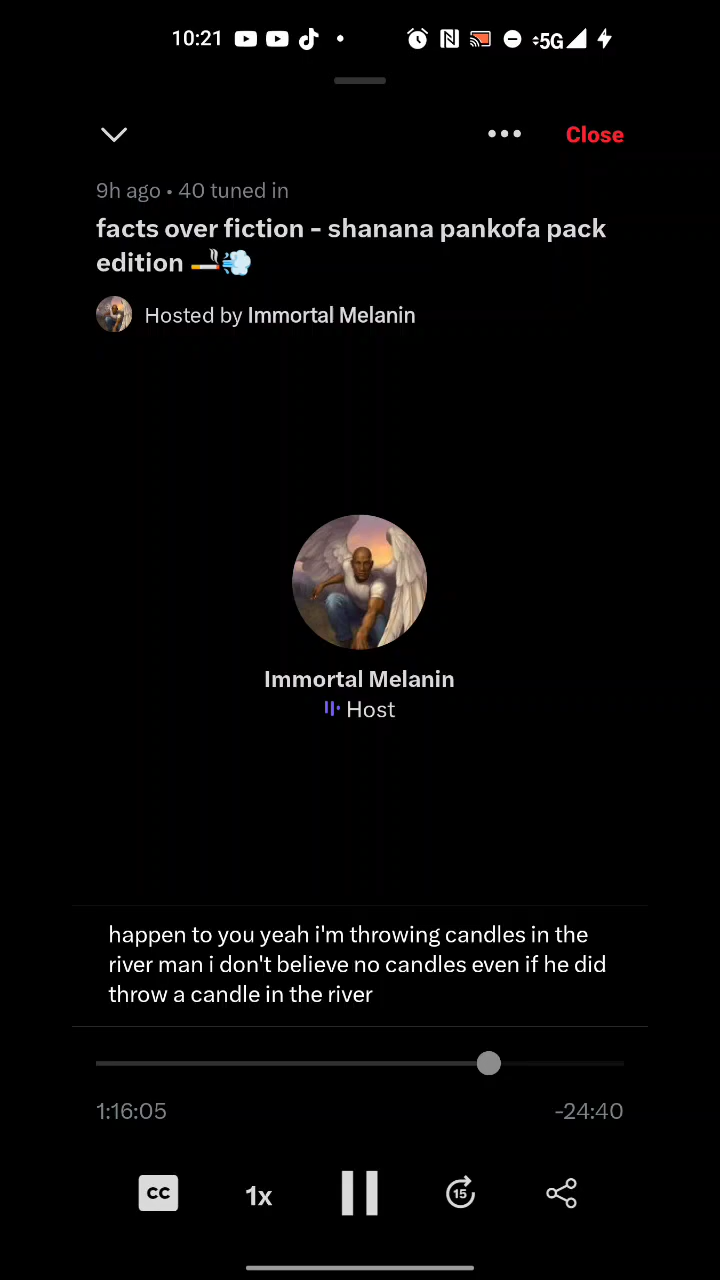 10:21 5G
Close
9h ago • 40 tuned in
facts over fiction - shanana pankofa pack
edition 🚬💨
Hosted by Immortal Melanin
Immortal Melanin
Host
happen to you yeah i'm throwing candles in the
river man i don't believe no candles even if he did
throw a candle in the river
1:16:05 -24:40
CC 1x 15